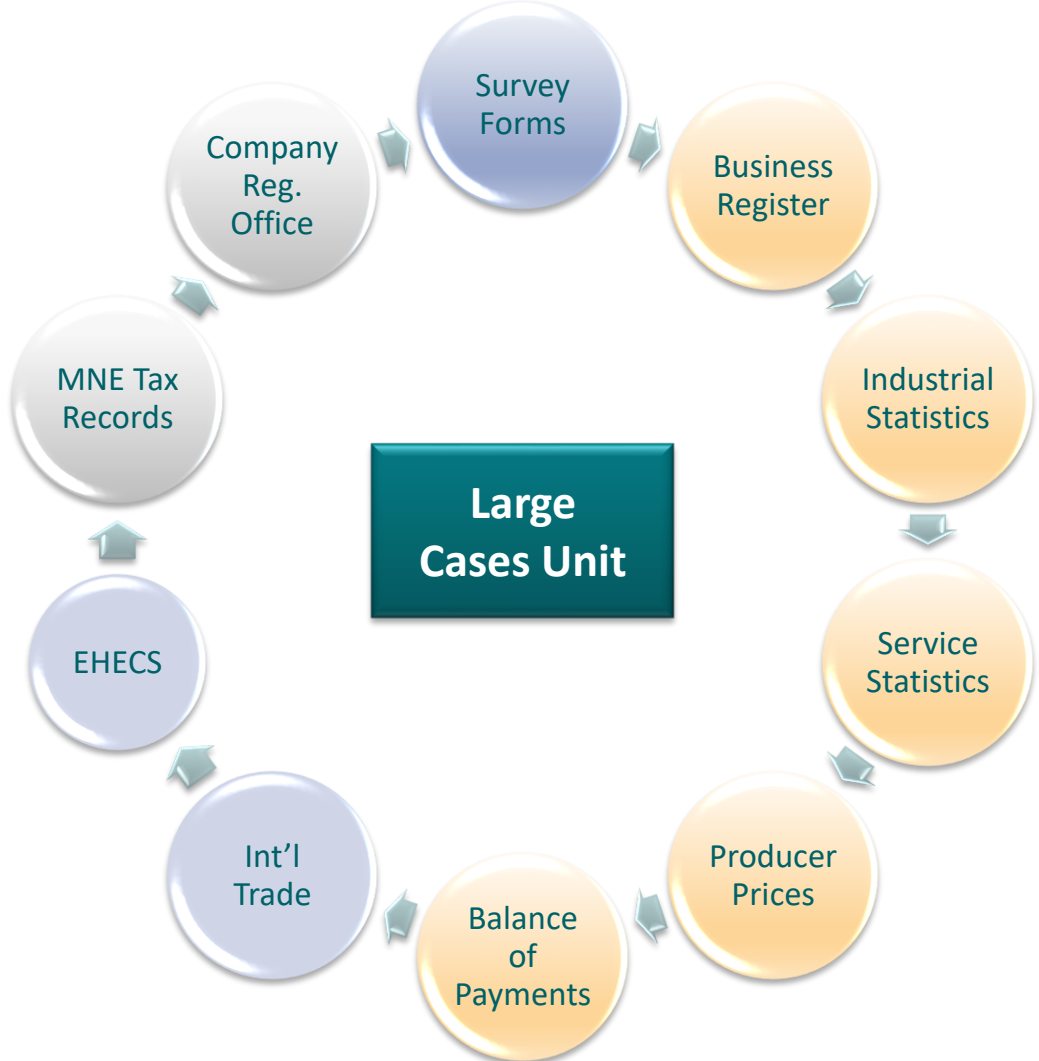 Survey
Forms
Business
Register
Industrial
Statistics
Service
Statistics
Producer
Prices
Balance
of
Payments
Int’l
Trade
EHECS
MNE Tax
Records
Company
Reg.
Office
Large
Cases Unit